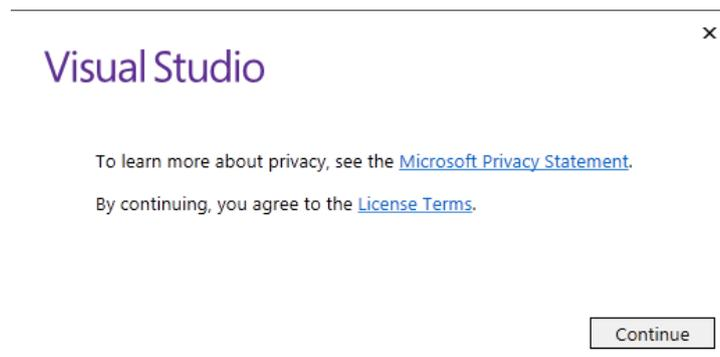 Visual Studio
To learn more about privacy, see the Microsoft Privacy Statement.
By continuing, you agree to the License Terms.
Continue